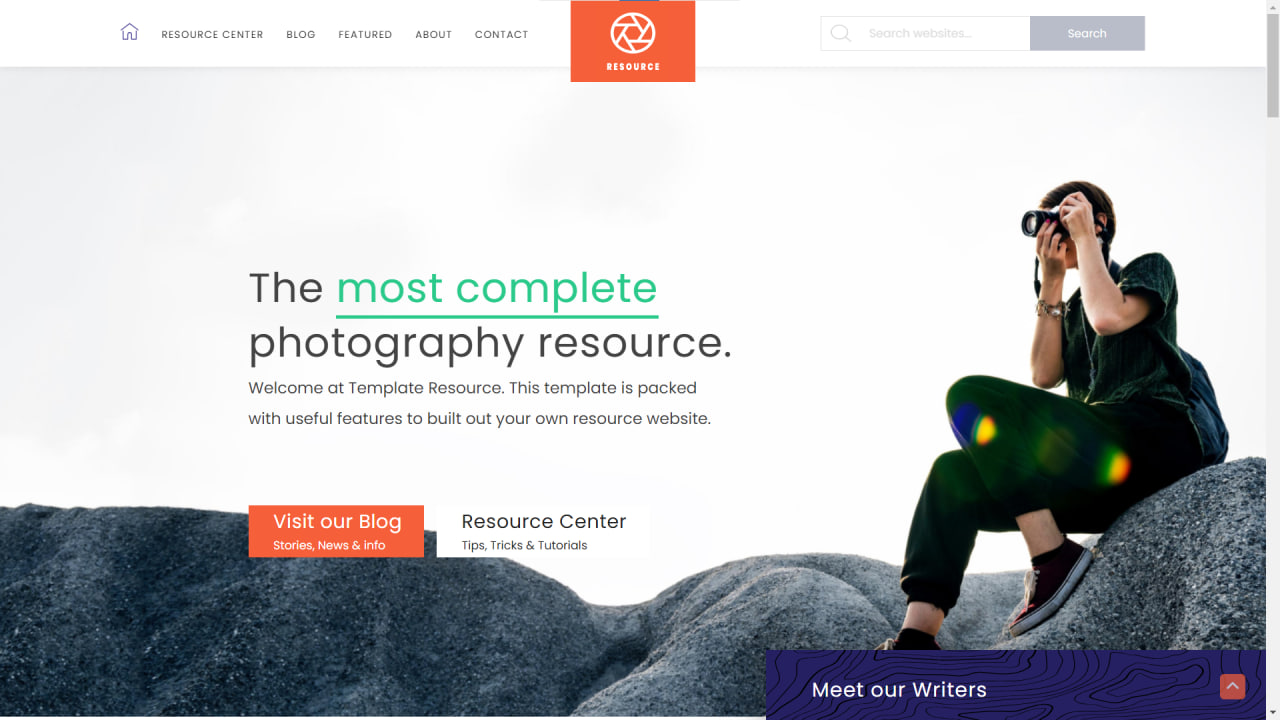 RESOURCE CENTER
BLOG
FEATURED
ABOUT
CONTACT
RESOURCE
Search websites...
Search
The most complete
photography resource.
Welcome at Template Resource. This template is packed
with useful features to built out your own resource website.
Visit our Blog
Stories, News & info
Resource Center
Tips, Tricks & Tutorials
Meet our Writers